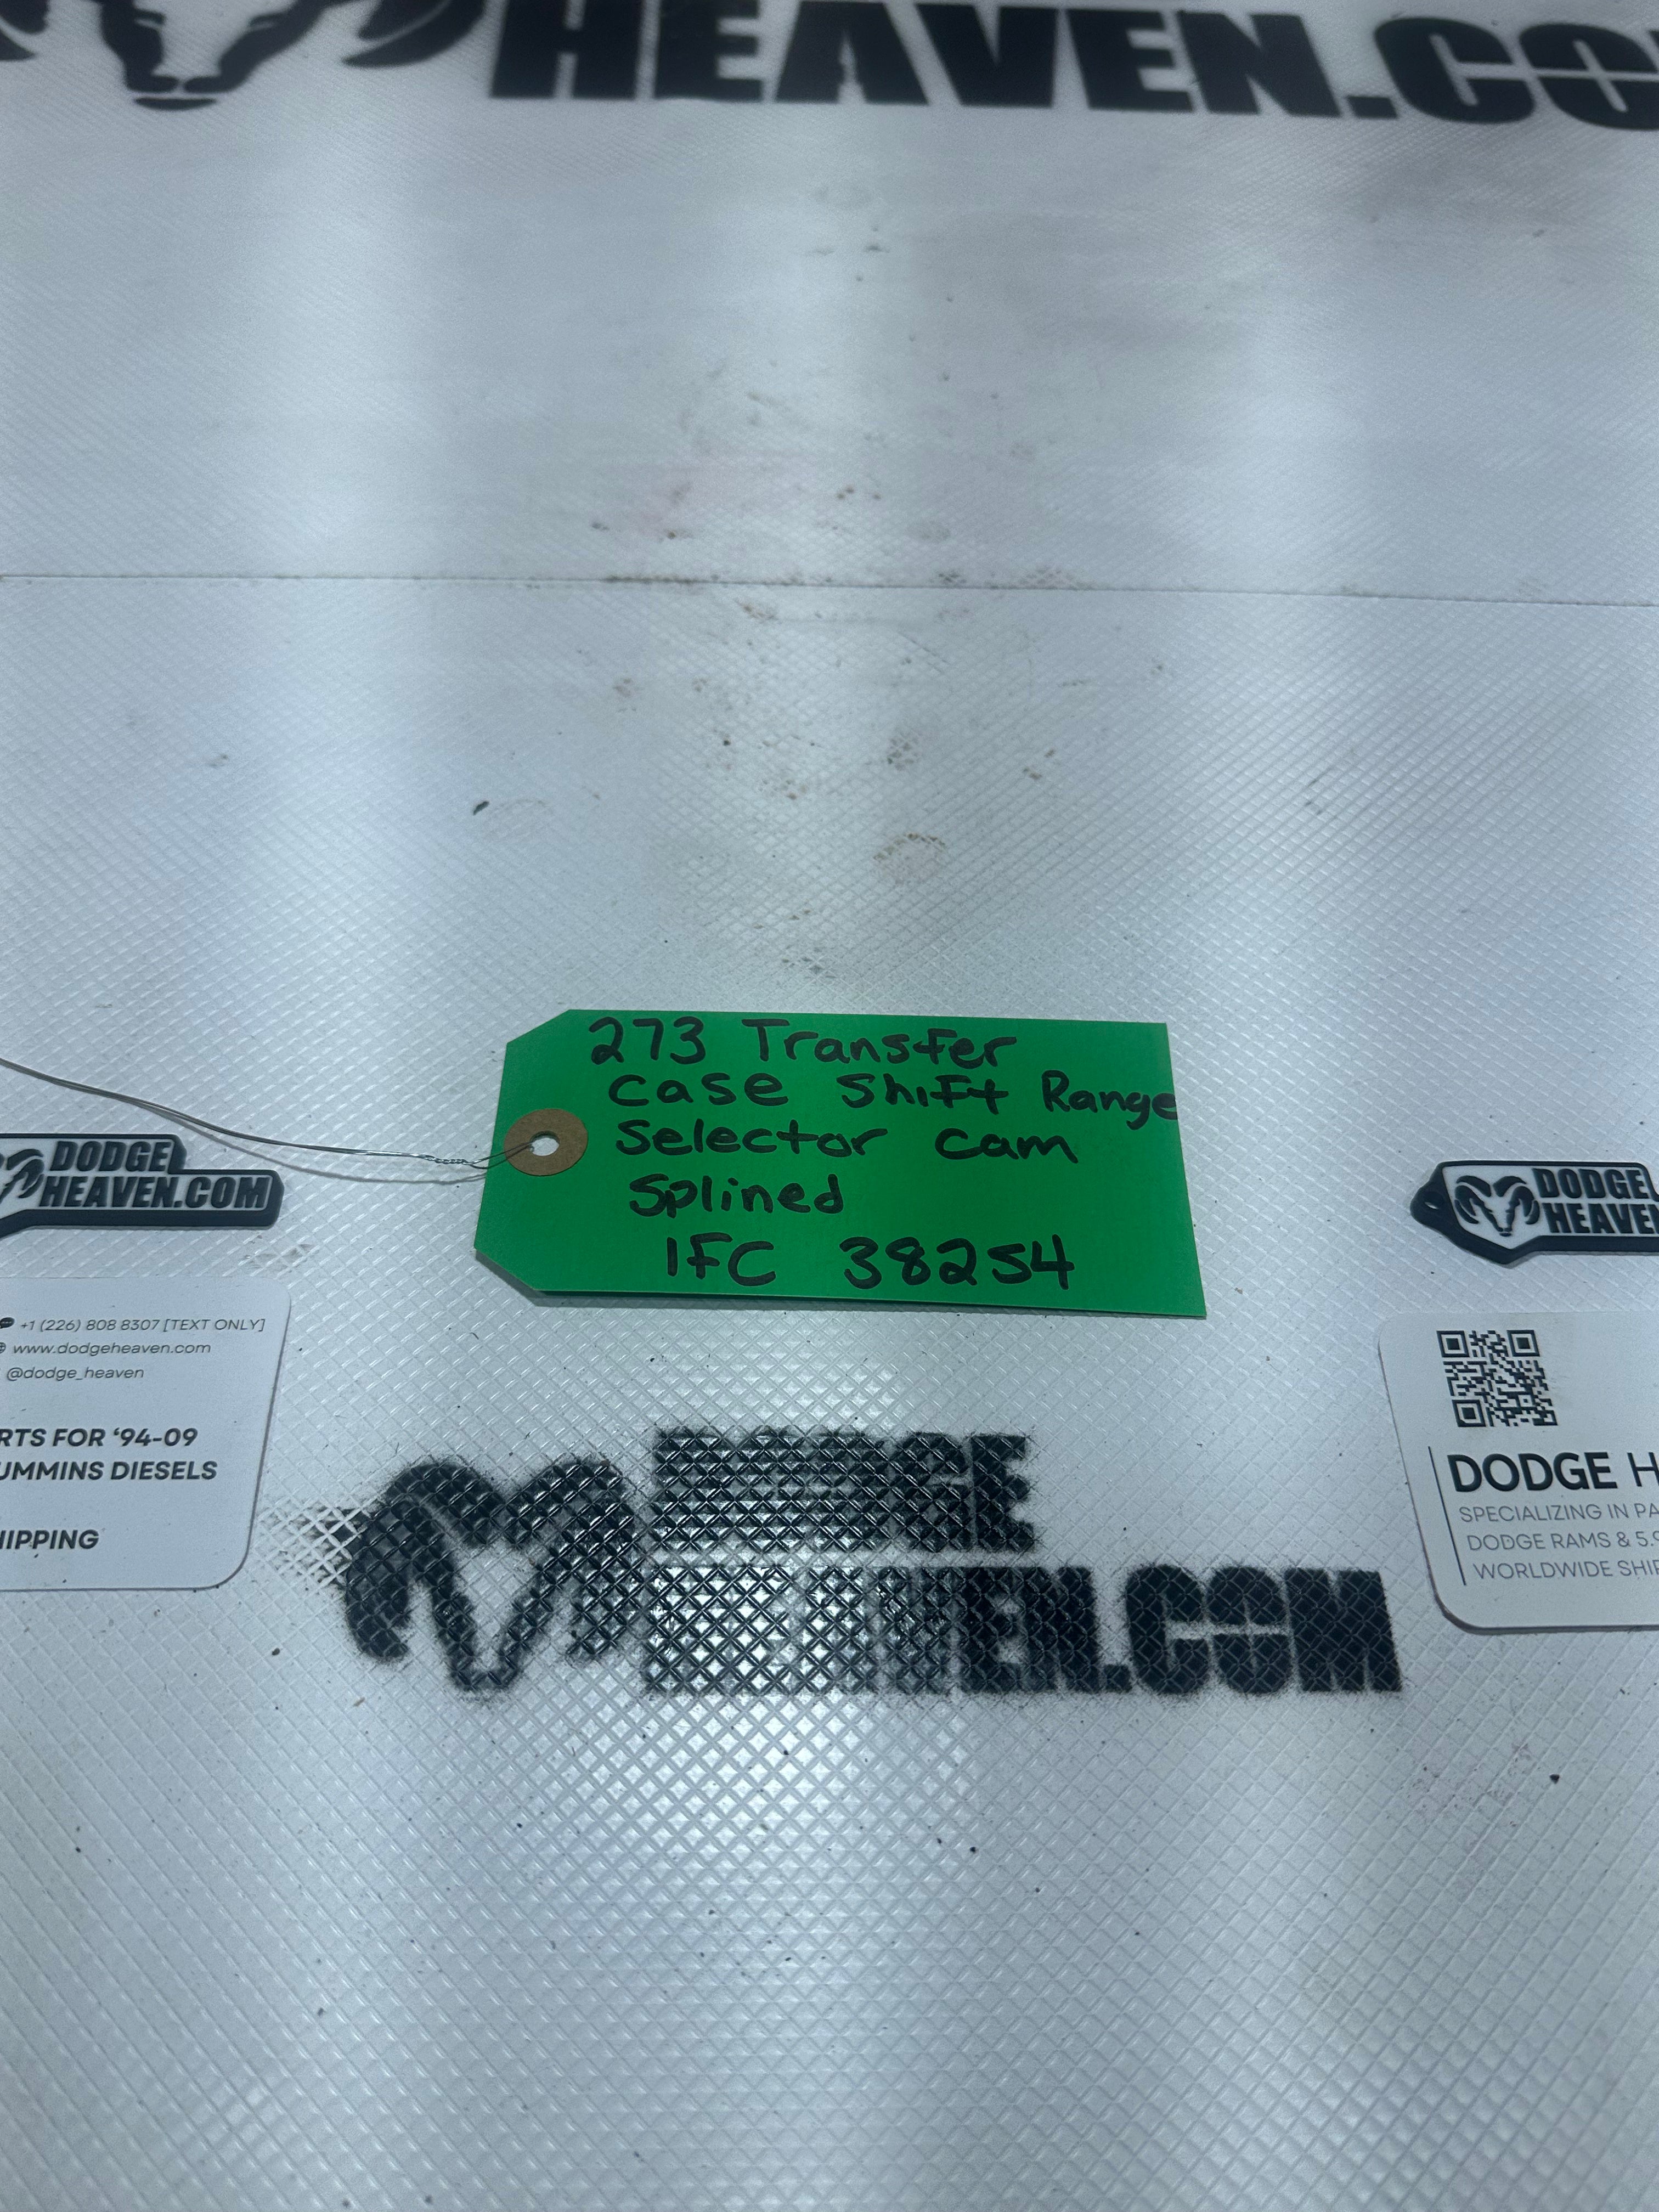 HEAVEN.CO
273 Transfer
case Shift Range
Selector cam
Splined
IFC 38254
DODGE
HEAVEN.COM
+1 (226) 808 8307 [TEXT ONLY]
www.dodgeheaven.com
@dodge_heaven
RTS FOR '94-09
UMMINS DIESELS
HIPPING
DODGE
HEAVE
DODGE H
SPECIALIZING IN PA
DODGE RAMS & 5.9
WORLDWIDE SHIP
DODGE
HEAVEN.COM